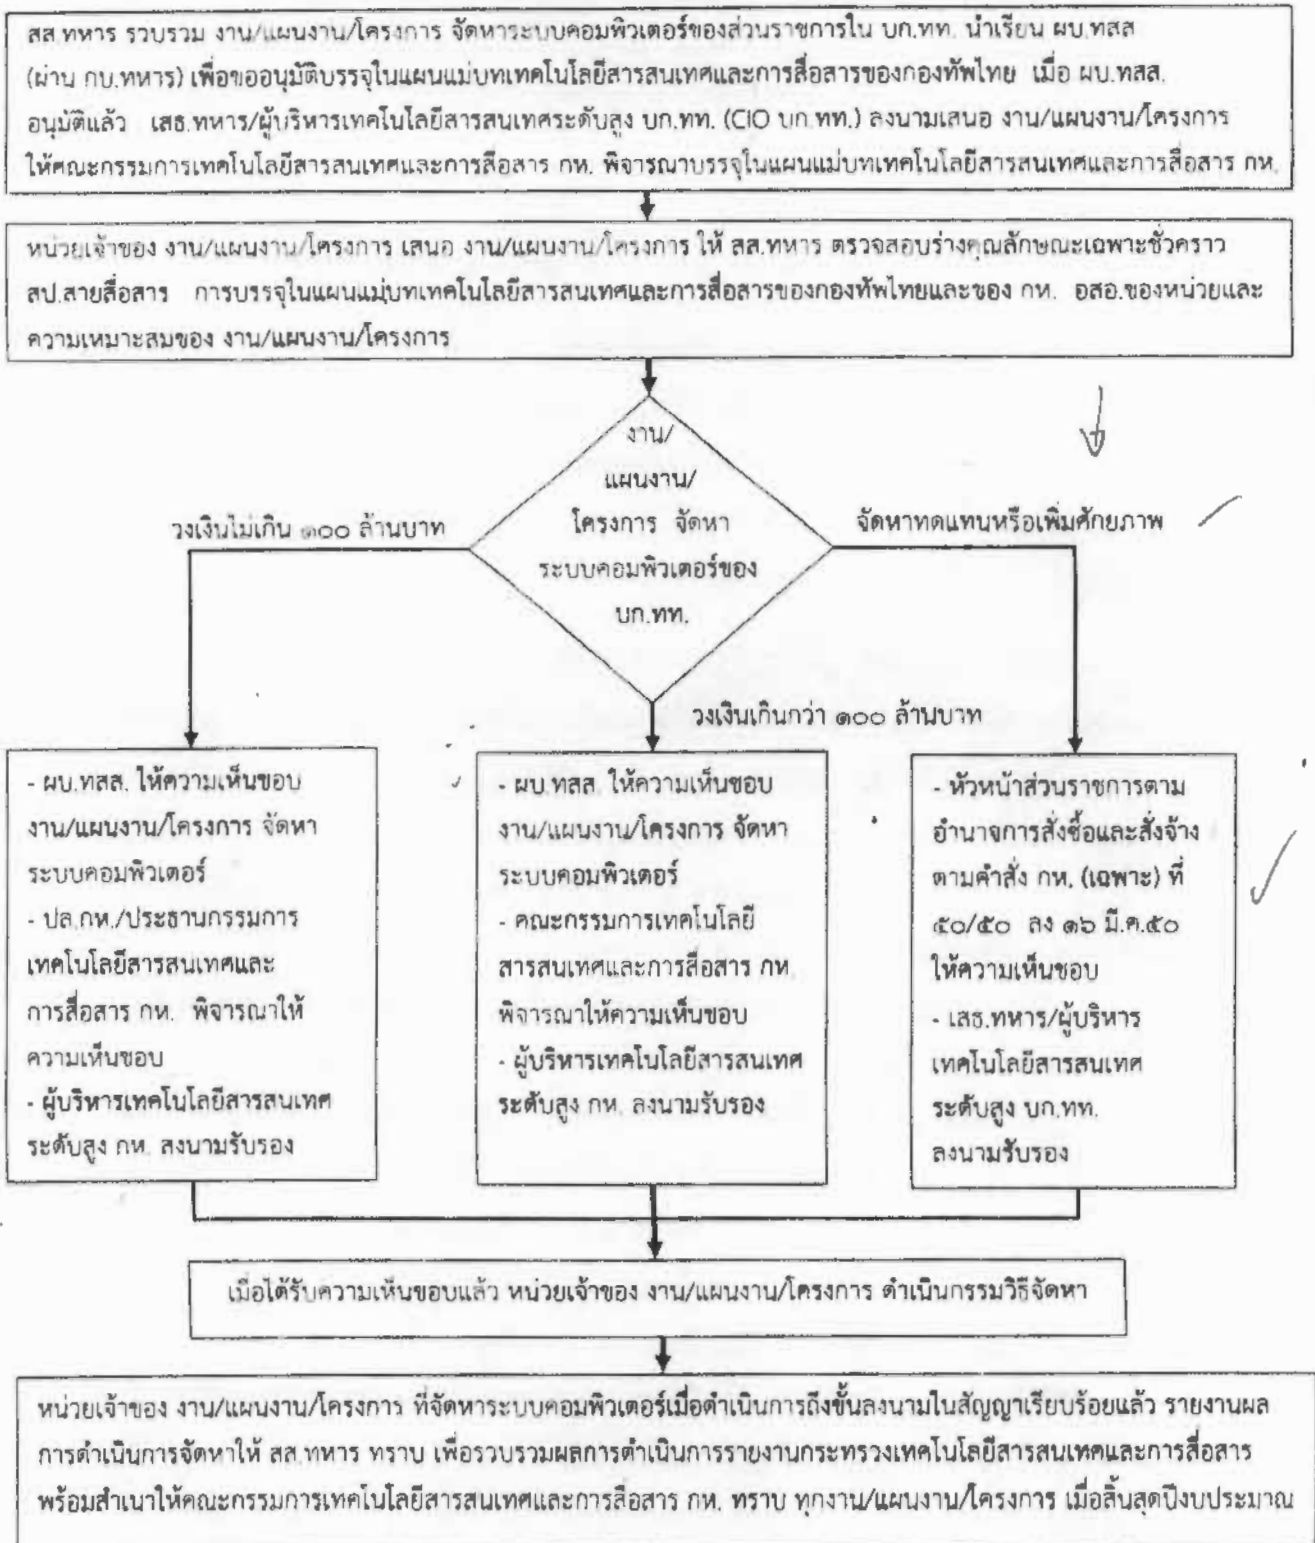 สส.ทหาร รวบรวม งาน/แผนงาน/โครงการ จัดหาระบบคอมพิวเตอร์ของส่วนราชการใน บก.ทท. นำเรียน ผบ.ทสส
(ผ่าน กบ.ทหาร) เพื่อขออนุมัติบรรจุในแผนแม่บทเทคโนโลยีสารสนเทศและการสื่อสารของกองทัพไทย เมื่อ ผบ.ทสส.
อนุมัติแล้ว เสธ.ทหาร/ผู้บริหารเทคโนโลยีสารสนเทศระดับสูง บก.ทท. (CIO บก.ทท.) ลงนามเสนอ งาน/แผนงาน/โครงการ
ให้คณะกรรมการเทคโนโลยีสารสนเทศและการสื่อสาร กห. พิจารณาบรรจุในแผนแม่บทเทคโนโลยีสารสนเทศและการสื่อสาร กห.
หน่วยเจ้าของ งาน/แผนงาน/โครงการ เสนอ งาน/แผนงาน/โครงการ ให้ สส.ทหาร ตรวจสอบร่างคุณลักษณะเฉพาะชั่วคราว
สป.สายสื่อสาร การบรรจุในแผนแม่บทเทคโนโลยีสารสนเทศและการสื่อสารของกองทัพไทยและของ กห. อสอ.ของหน่วยและ
ความเหมาะสมของ งาน/แผนงาน/โครงการ
งาน/
แผนงาน/
โครงการ จัดหา
ระบบคอมพิวเตอร์ของ
บก.ทท.
วงเงินไม่เกิน ๑๐๐ ล้านบาท
จัดหาทดแทนหรือเพิ่มศักยภาพ
วงเงินเกินกว่า ๑๐๐ ล้านบาท
- ผบ.ทสส. ให้ความเห็นชอบ
งาน/แผนงาน/โครงการ จัดหา
ระบบคอมพิวเตอร์
- ปล.กห./ประธานกรรมการ
เทคโนโลยีสารสนเทศและ
การสื่อสาร กห. พิจารณาให้
ความเห็นชอบ
- ผู้บริหารเทคโนโลยีสารสนเทศ
ระดับสูง กห. ลงนามรับรอง
- ผบ.ทสส. ให้ความเห็นชอบ
งาน/แผนงาน/โครงการ จัดหา
ระบบคอมพิวเตอร์
- คณะกรรมการเทคโนโลยี
สารสนเทศและการสื่อสาร กห.
พิจารณาให้ความเห็นชอบ
- ผู้บริหารเทคโนโลยีสารสนเทศ
ระดับสูง กห. ลงนามรับรอง
- หัวหน้าส่วนราชการตาม
อำนาจการสั่งซื้อและสั่งจ้าง
ตามคำสั่ง กห. (เฉพาะ) ที่
๕๐/๕๐ ลง ๑๖ มี.ค.๕๐
ให้ความเห็นชอบ
- เสธ.ทหาร/ผู้บริหาร
เทคโนโลยีสารสนเทศ
ระดับสูง บก.ทท.
ลงนามรับรอง
เมื่อได้รับความเห็นชอบแล้ว หน่วยเจ้าของ งาน/แผนงาน/โครงการ ดำเนินกรรมวิธีจัดหา
หน่วยเจ้าของ งาน/แผนงาน/โครงการ ที่จัดหาระบบคอมพิวเตอร์เมื่อดำเนินการถึงขั้นลงนามในสัญญาเรียบร้อยแล้ว รายงานผล
การดำเนินการจัดหาให้ สส.ทหาร ทราบ เพื่อรวบรวมผลการดำเนินการรายงานกระทรวงเทคโนโลยีสารสนเทศและการสื่อสาร
พร้อมสำเนาให้คณะกรรมการเทคโนโลยีสารสนเทศและการสื่อสาร กห. ทราบ ทุกงาน/แผนงาน/โครงการ เมื่อสิ้นสุดปีงบประมาณ